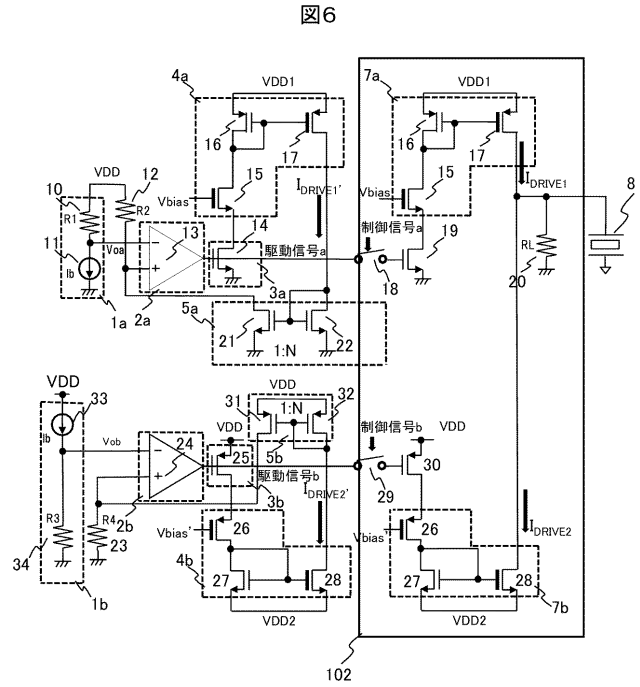 図6
4a
VDD1
16
17
15
Vbias
IDRIVE1'
7a
VDD1
16
17
15
Vbias
IDRIVE1
8
VDD
12
10
R1
R2
11
Ib
Voa
13
14
駆動信号a
制御信号a
19
RL
20
18
1a
2a
3a
5a
21
22
1:N
VDD
33
Ib
Vob
31
VDD
32
1:N
24
VDD
25
5b
駆動信号b
制御信号b
VDD
30
29
R3
R4
23
2b
3b
IDRIVE2'
34
1b
Vbias'
26
4b
27
28
VDD2
Vbias'
26
IDRIVE2
27
28
7b
VDD2
102